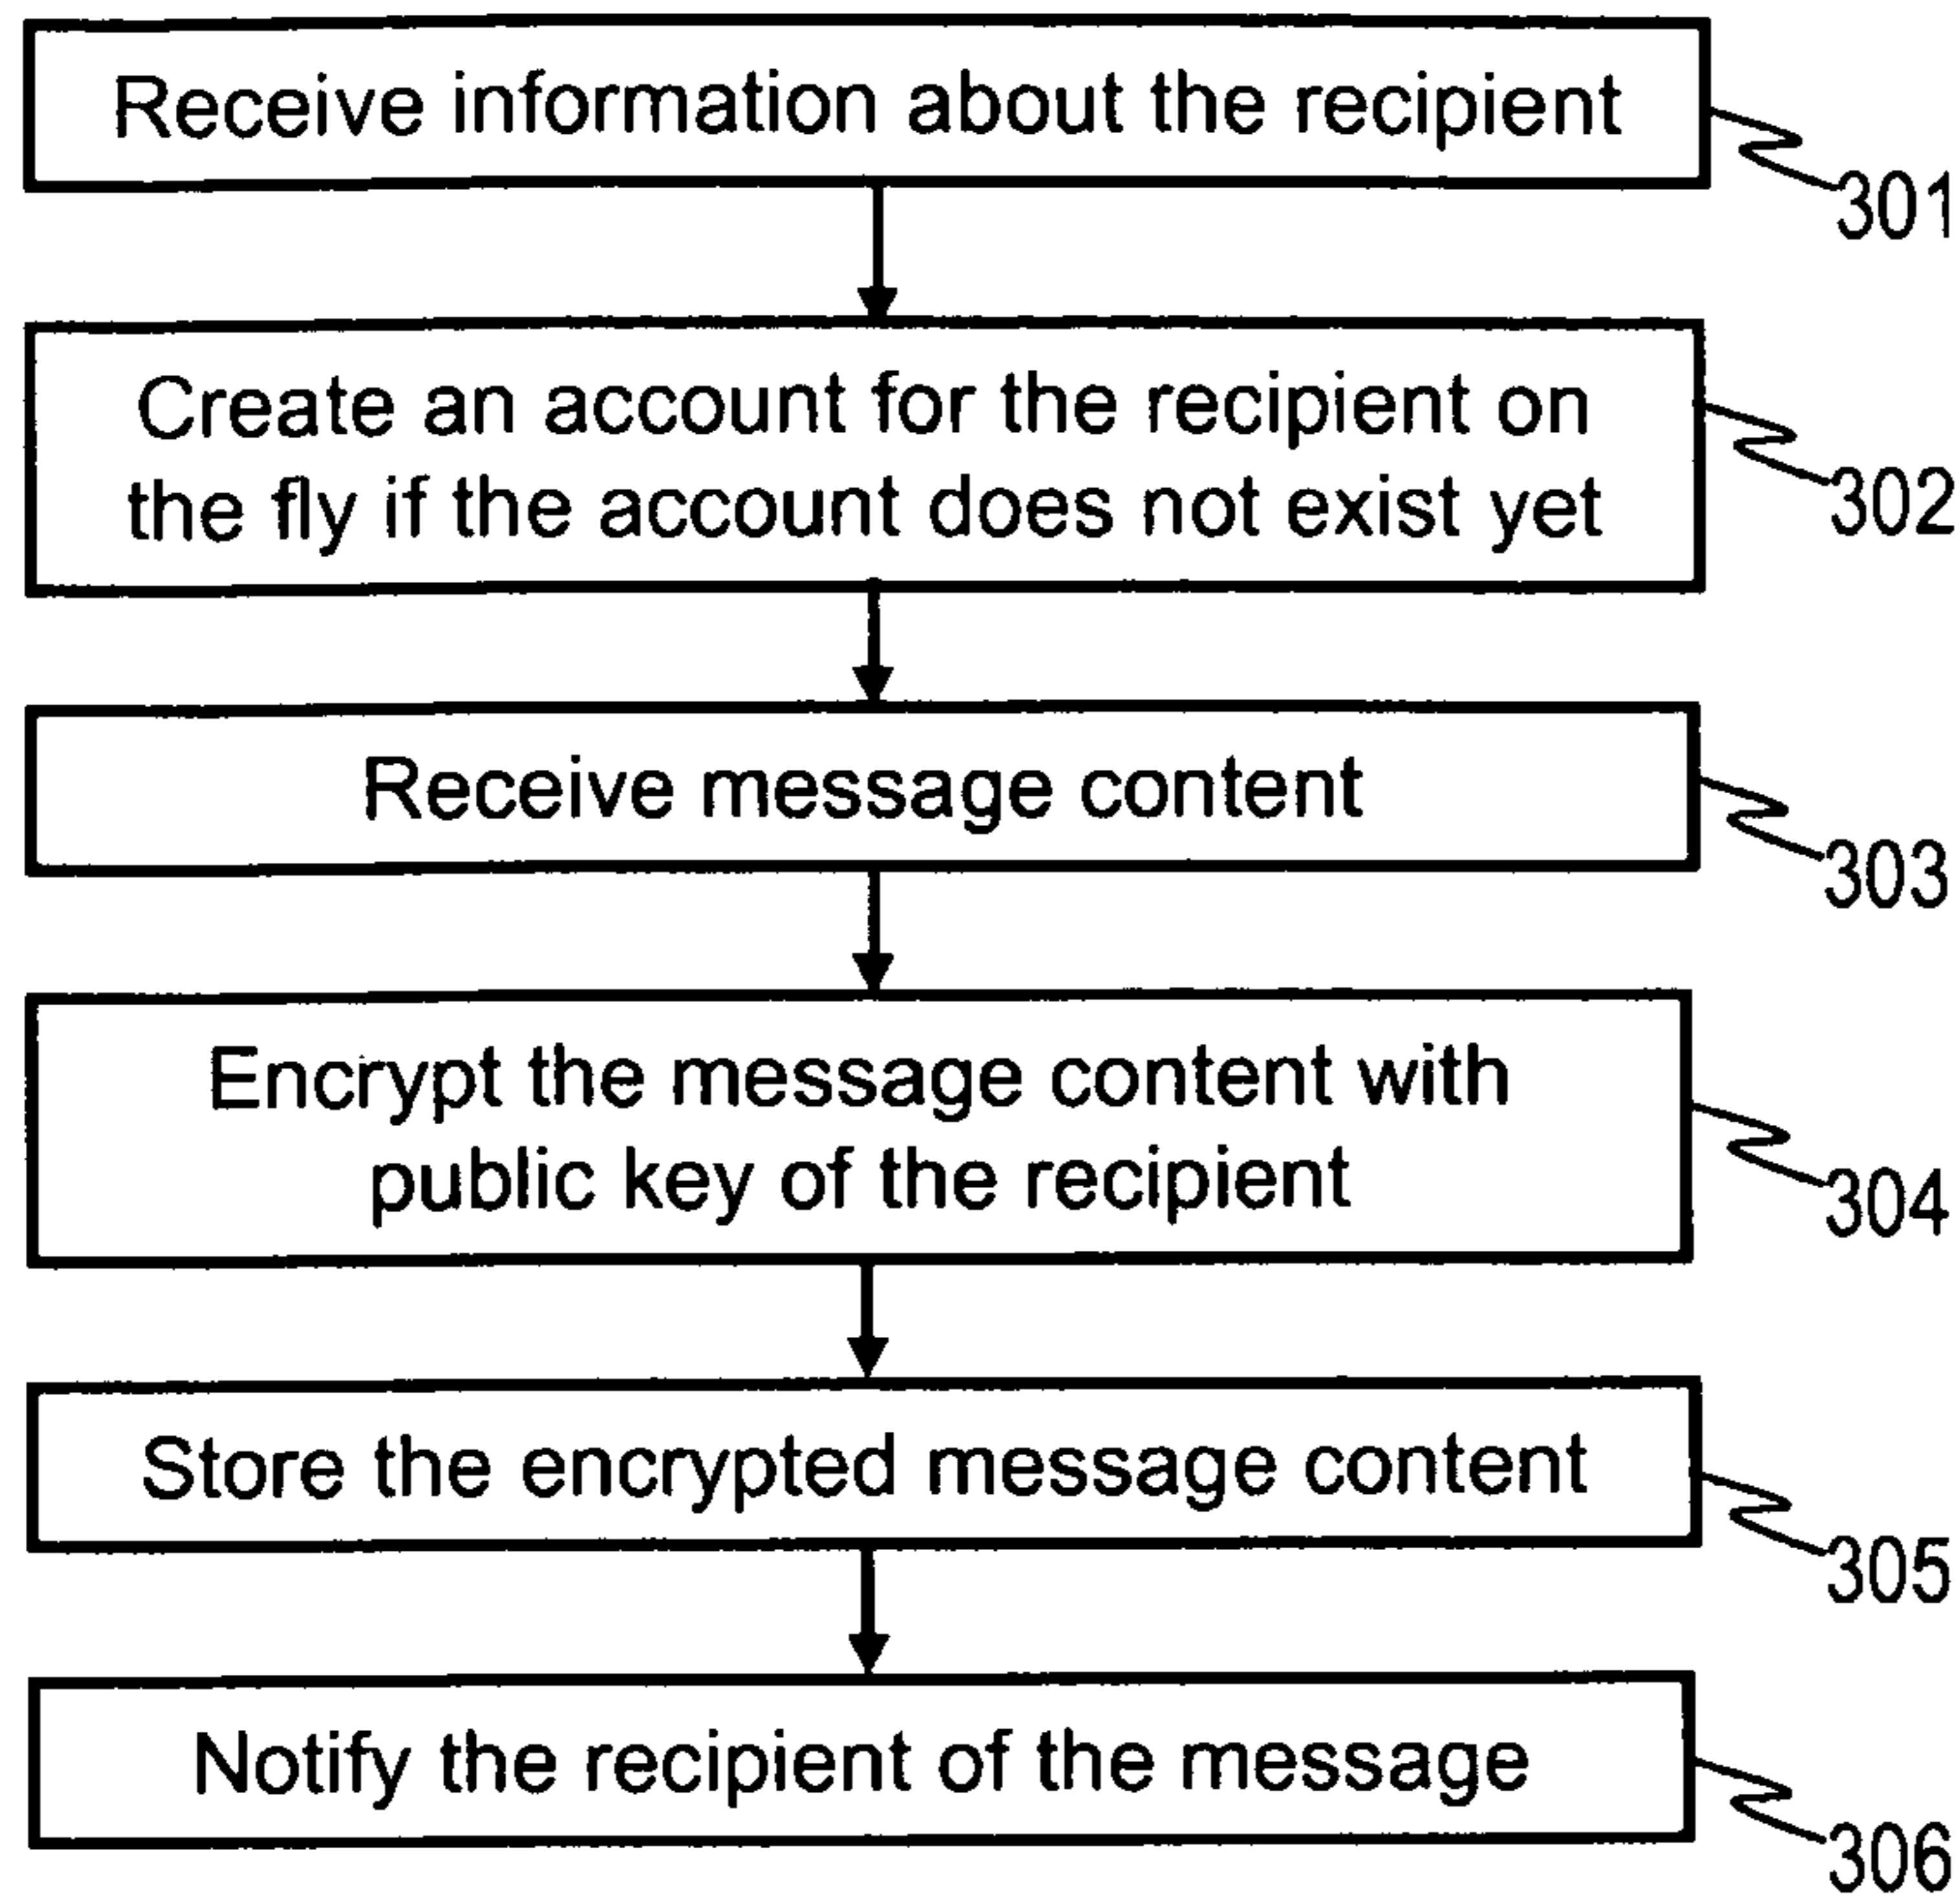 Receive information about the recipient
301
Create an account for the recipient on
the fly if the account does not exist yet
302
Receive message content
303
Encrypt the message content with
public key of the recipient
304
Store the encrypted message content
305
Notify the recipient of the message
306